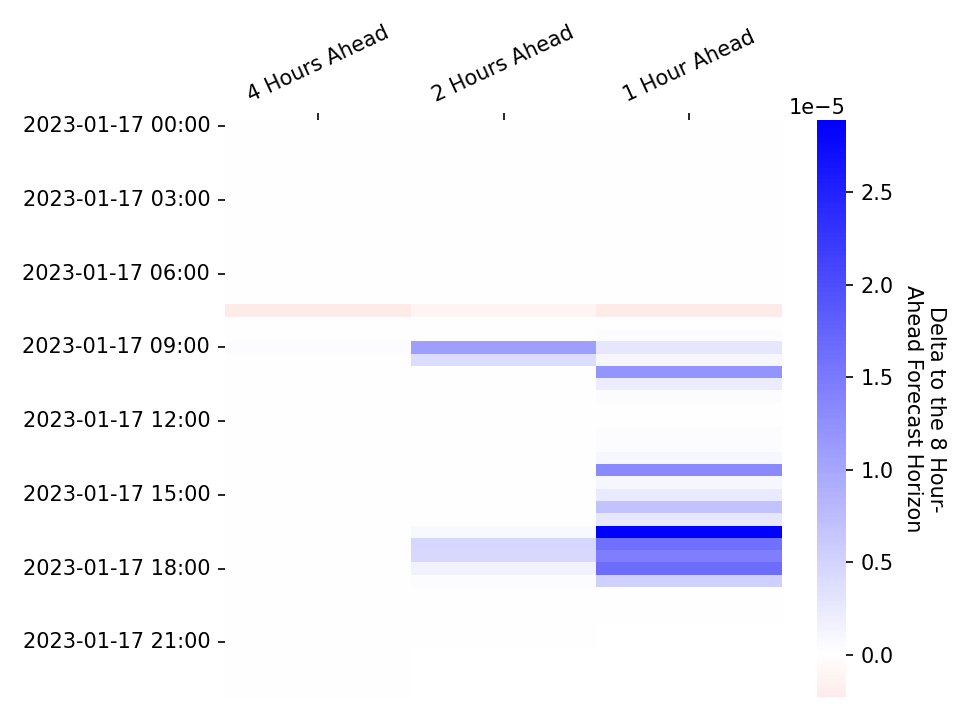 4 Hours Ahead
2 Hours Ahead
1 Hour Ahead
1e−5
2023-01-17 00:00
2023-01-17 03:00
2023-01-17 06:00
2023-01-17 09:00
2023-01-17 12:00
2023-01-17 15:00
2023-01-17 18:00
2023-01-17 21:00
2.5
2.0
1.5
1.0
0.5
0.0
Delta to the 8 Hour-
Ahead Forecast Horizon